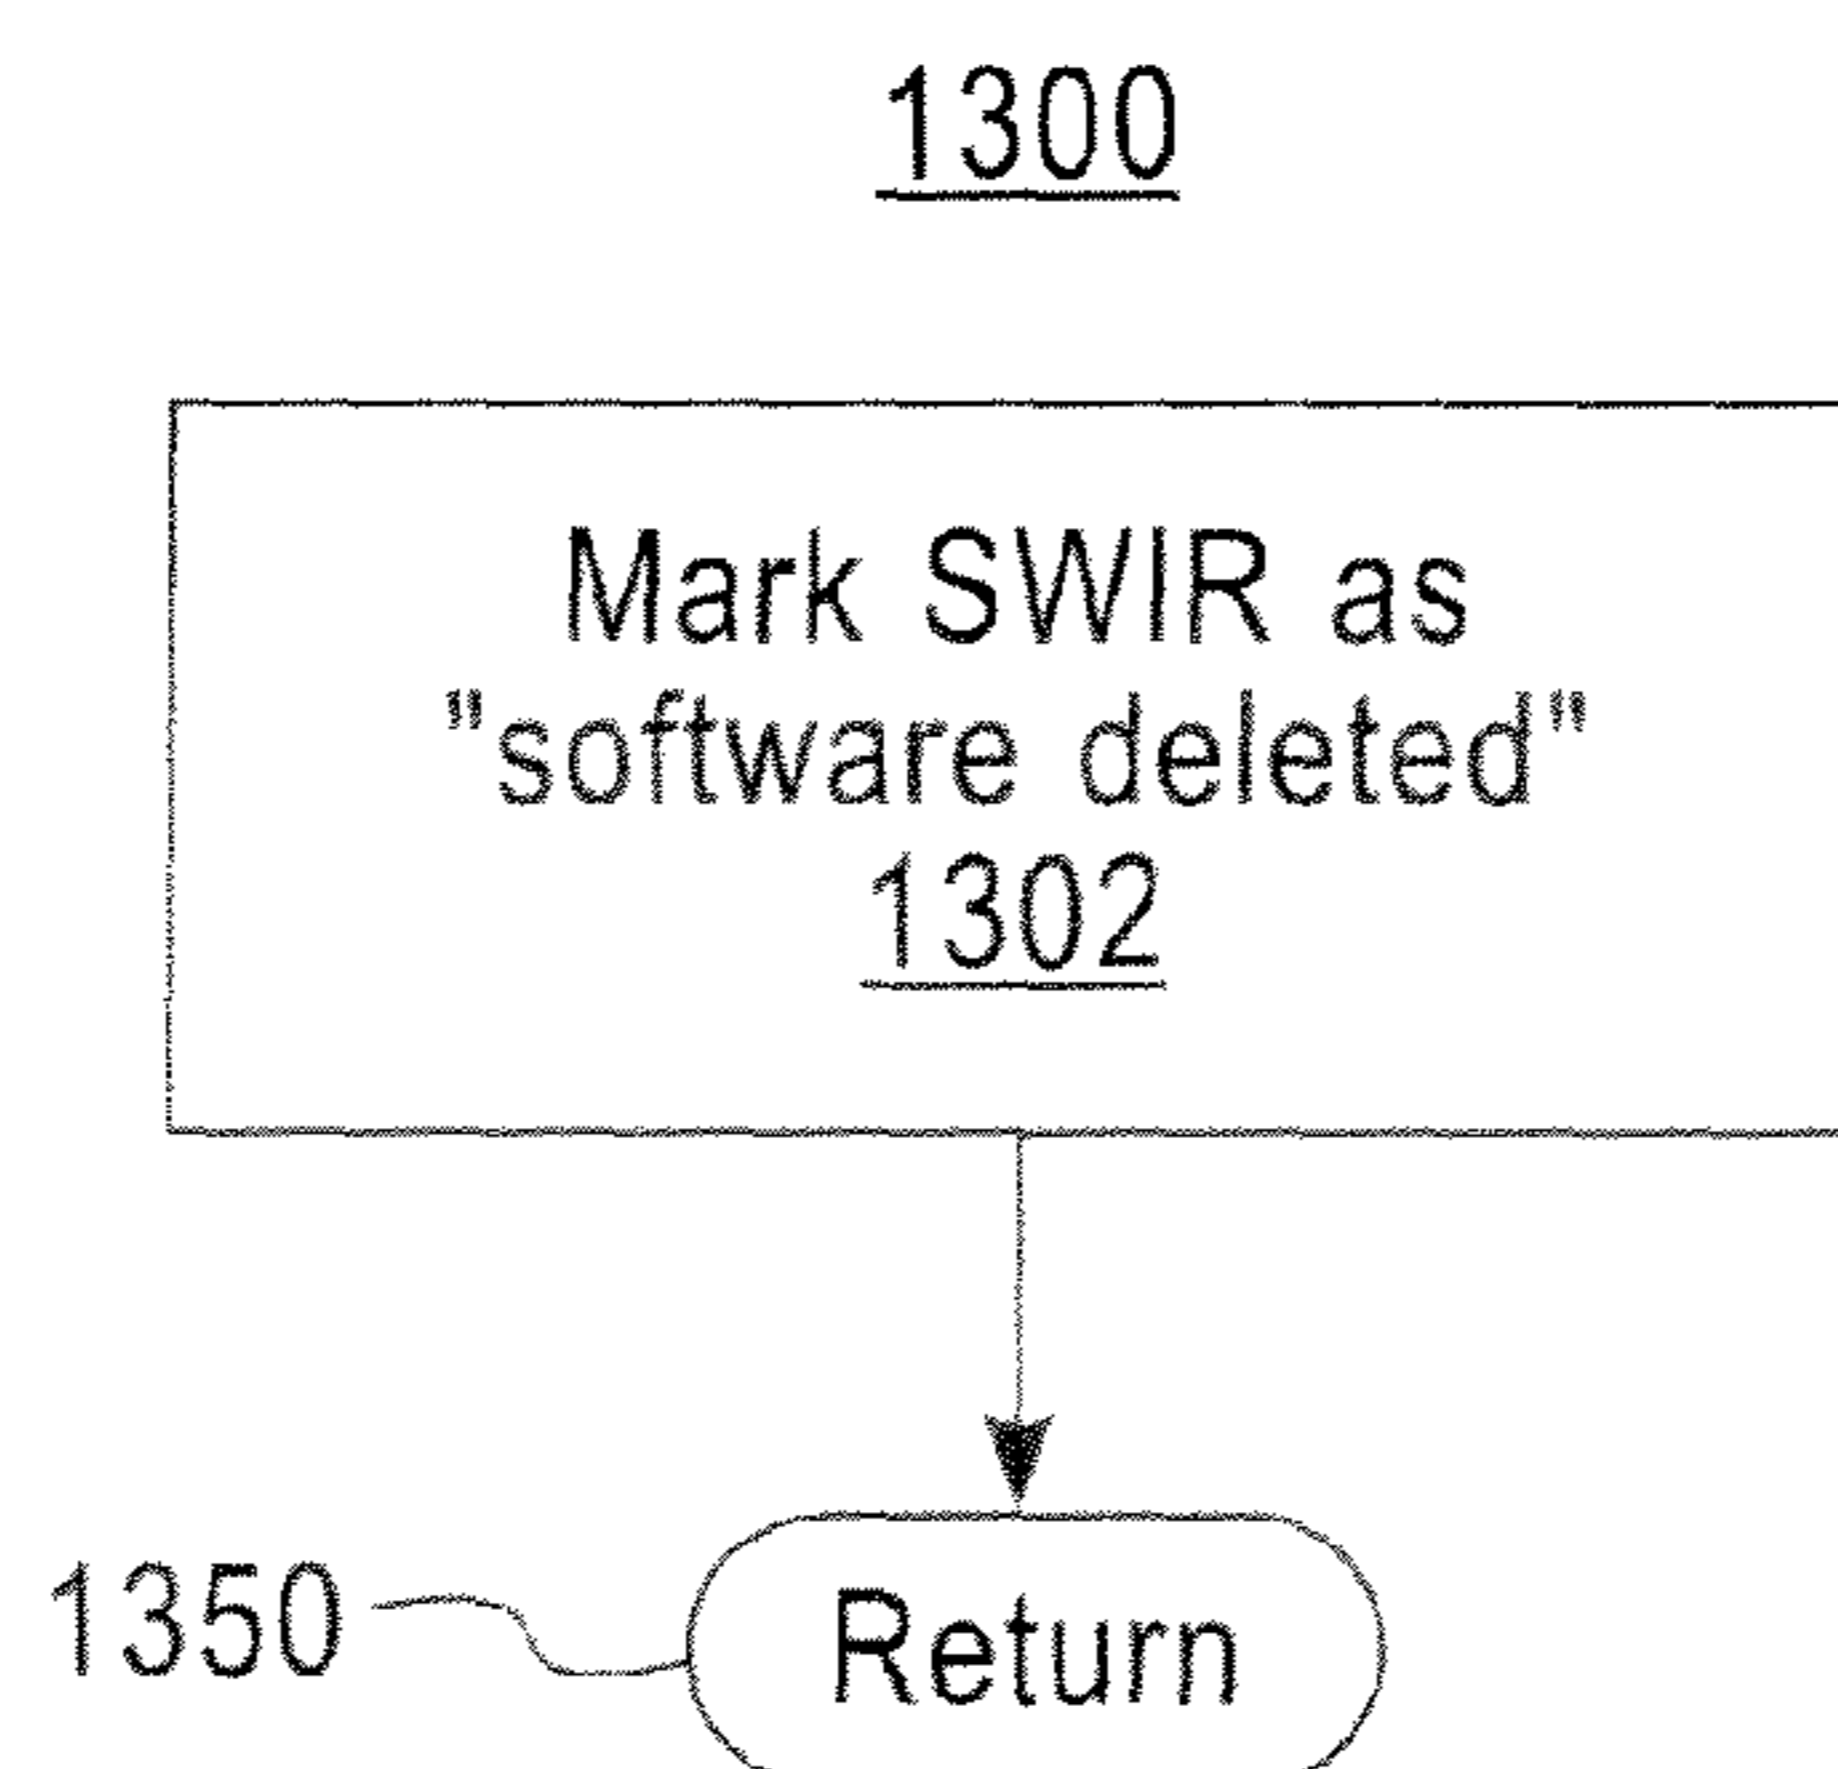 1300
Mark SWIR as
"software deleted"
1302
1350
Return